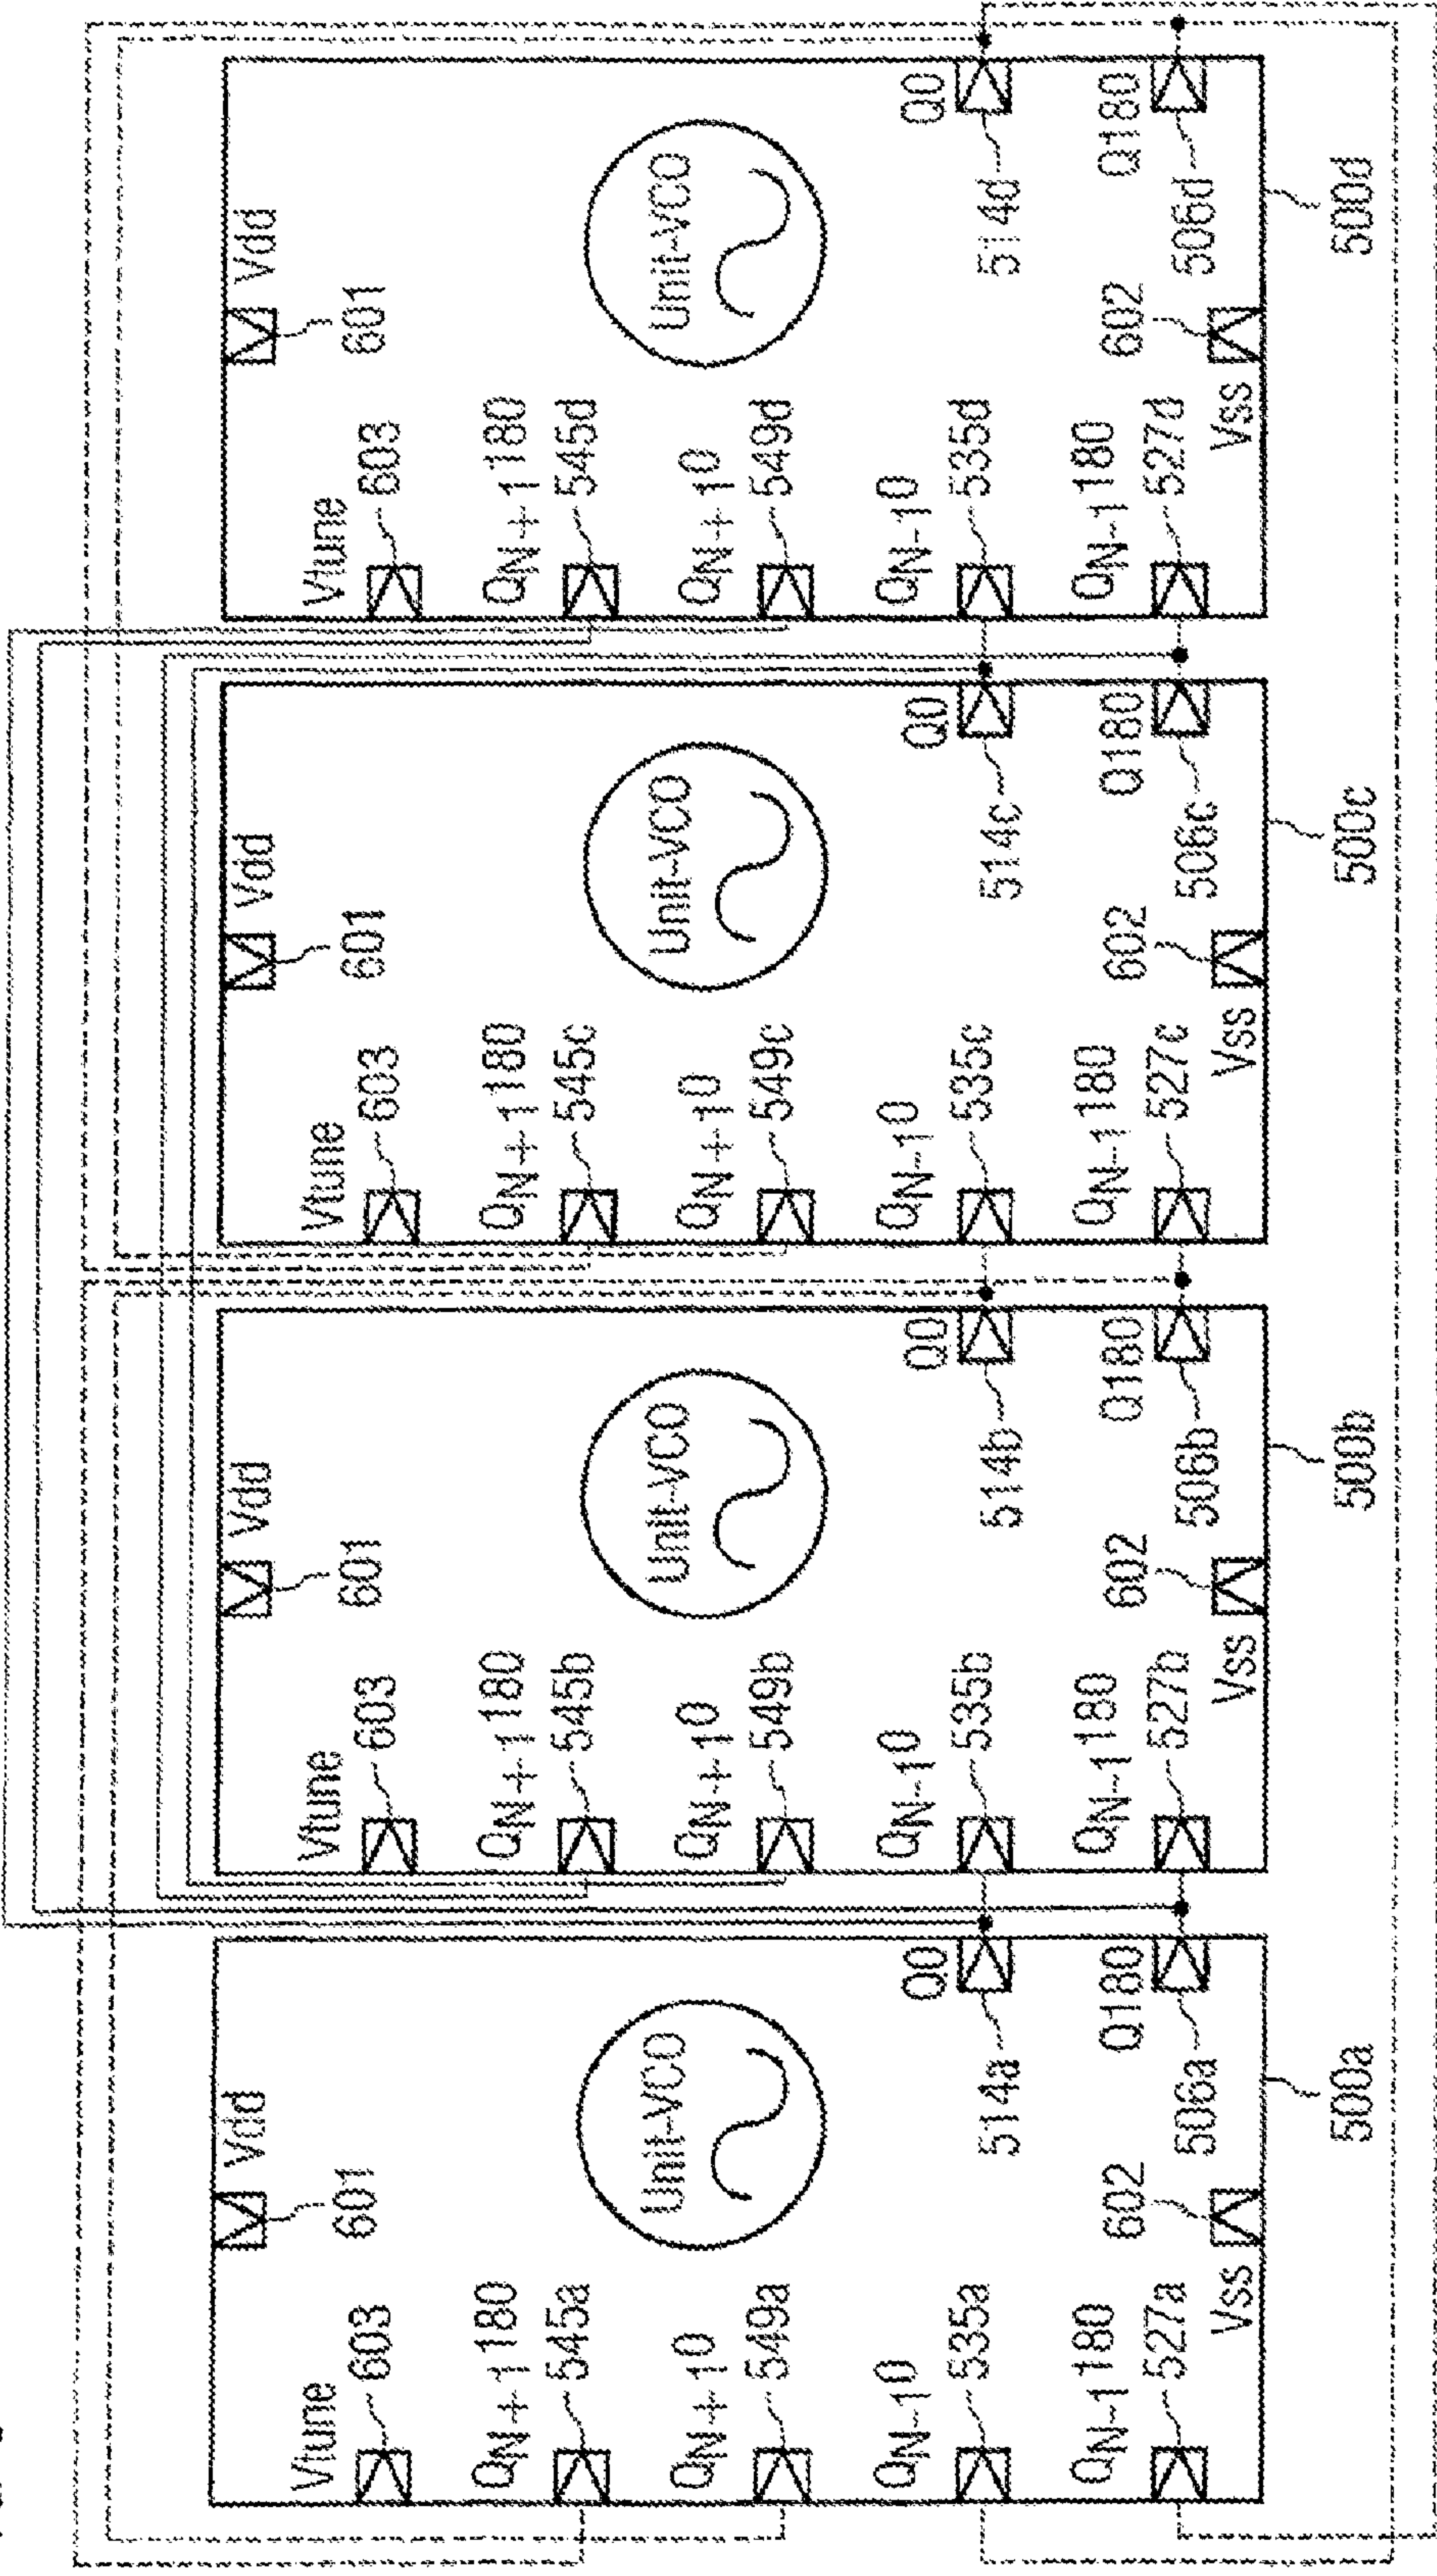 Vdd
601
Vtune
603
QN+1 180
545a
QN+1 0
549a
QN-1 0
535a
QN-1 180
527a
Vss
602
Unit-VCO
Q0
514a
Q180
506a
500a
Vdd
601
Vtune
603
QN+1 180
545b
QN+1 0
549b
QN-1 0
535b
QN-1 180
527b
Vss
602
Unit-VCO
Q0
514b
Q180
506b
500b
Vdd
601
Vtune
603
QN+1 180
545c
QN+1 0
549c
QN-1 0
535c
QN-1 180
527c
Vss
602
Unit-VCO
Q0
514c
Q180
506c
500c
Vdd
601
Vtune
603
QN+1 180
545d
QN+1 0
549d
QN-1 0
535d
QN-1 180
527d
Vss
602
Unit-VCO
Q0
514d
Q180
506d
500d